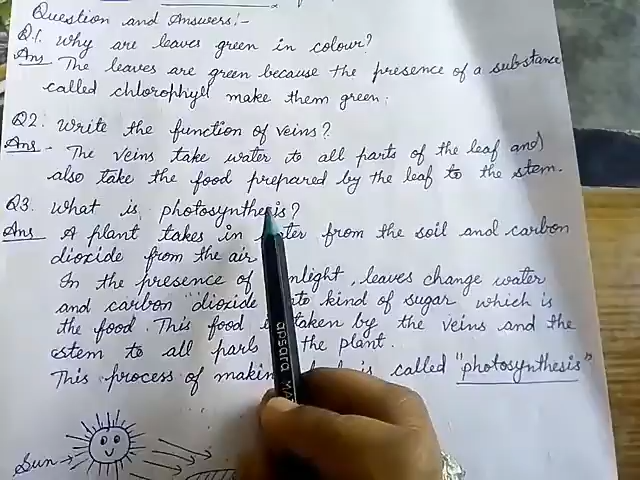 Question and Answers:-
Q.1. Why are leaves green in colour?
Ans The leaves are green because the presence of a substance
called chlorophyll make them green.
Q2. Write the function of veins?
Ans - The veins take water to all parts of the leaf and
also take the food prepared by the leaf to the stem.
Q3. What is photosynthesis?
Ans A plant takes in water from the soil and carbon
dioxide from the air
In the presence of sunlight, leaves change water
and carbon dioxide into kind of sugar which is
the food. This food is taken by the veins and the
stem to all parts the plant.
This process of making is called "photosynthesis"
Sun
apsara